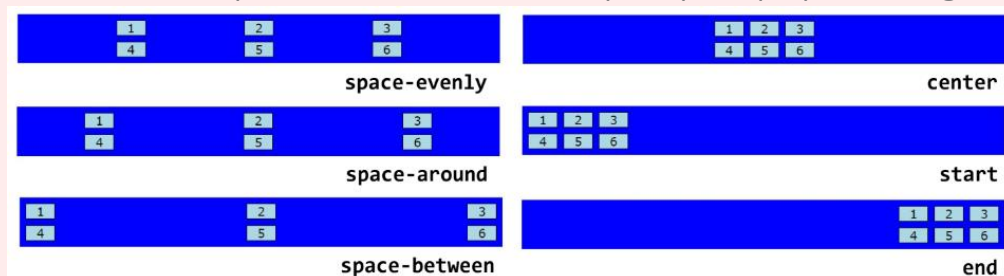 1 2 3
4 5 6
space-evenly
1 2 3
4 5 6
center
1 2 3
4 5 6
space-around
1 2 3
4 5 6
start
1 2 3
4 5 6
space-between
1 2 3
4 5 6
end